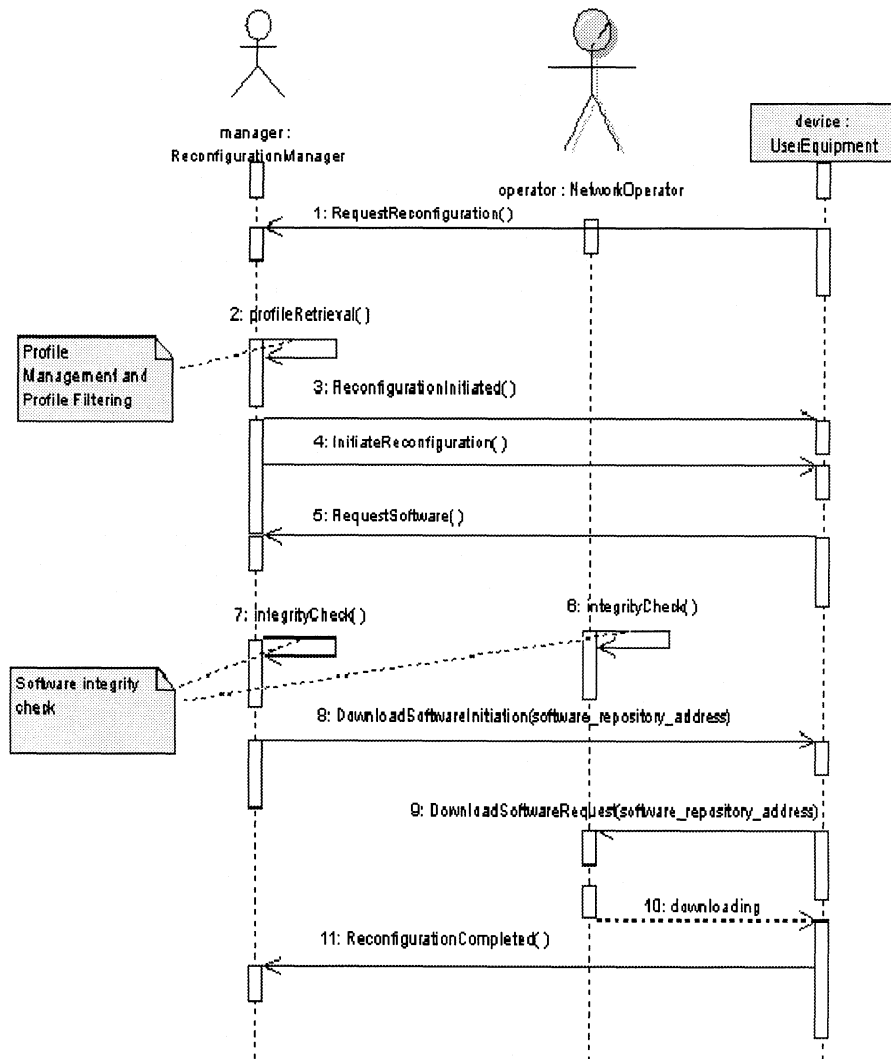 manager :
ReconfigurationManager
operator : NetworkOperator
device :
UserEquipment
1: RequestReconfiguration()
2: profileRetrieval()
Profile
Management and
Profile Filtering
3: ReconfigurationInitiated()
4: InitiateReconfiguration()
5: RequestSoftware()
7: integrityCheck()
6: integrityCheck()
Software integrity
check
8: DownloadSoftwareInitiation(software_repository_address)
9: DownloadSoftwareRequest(software_repository_address)
10: downloading
11: ReconfigurationCompleted()